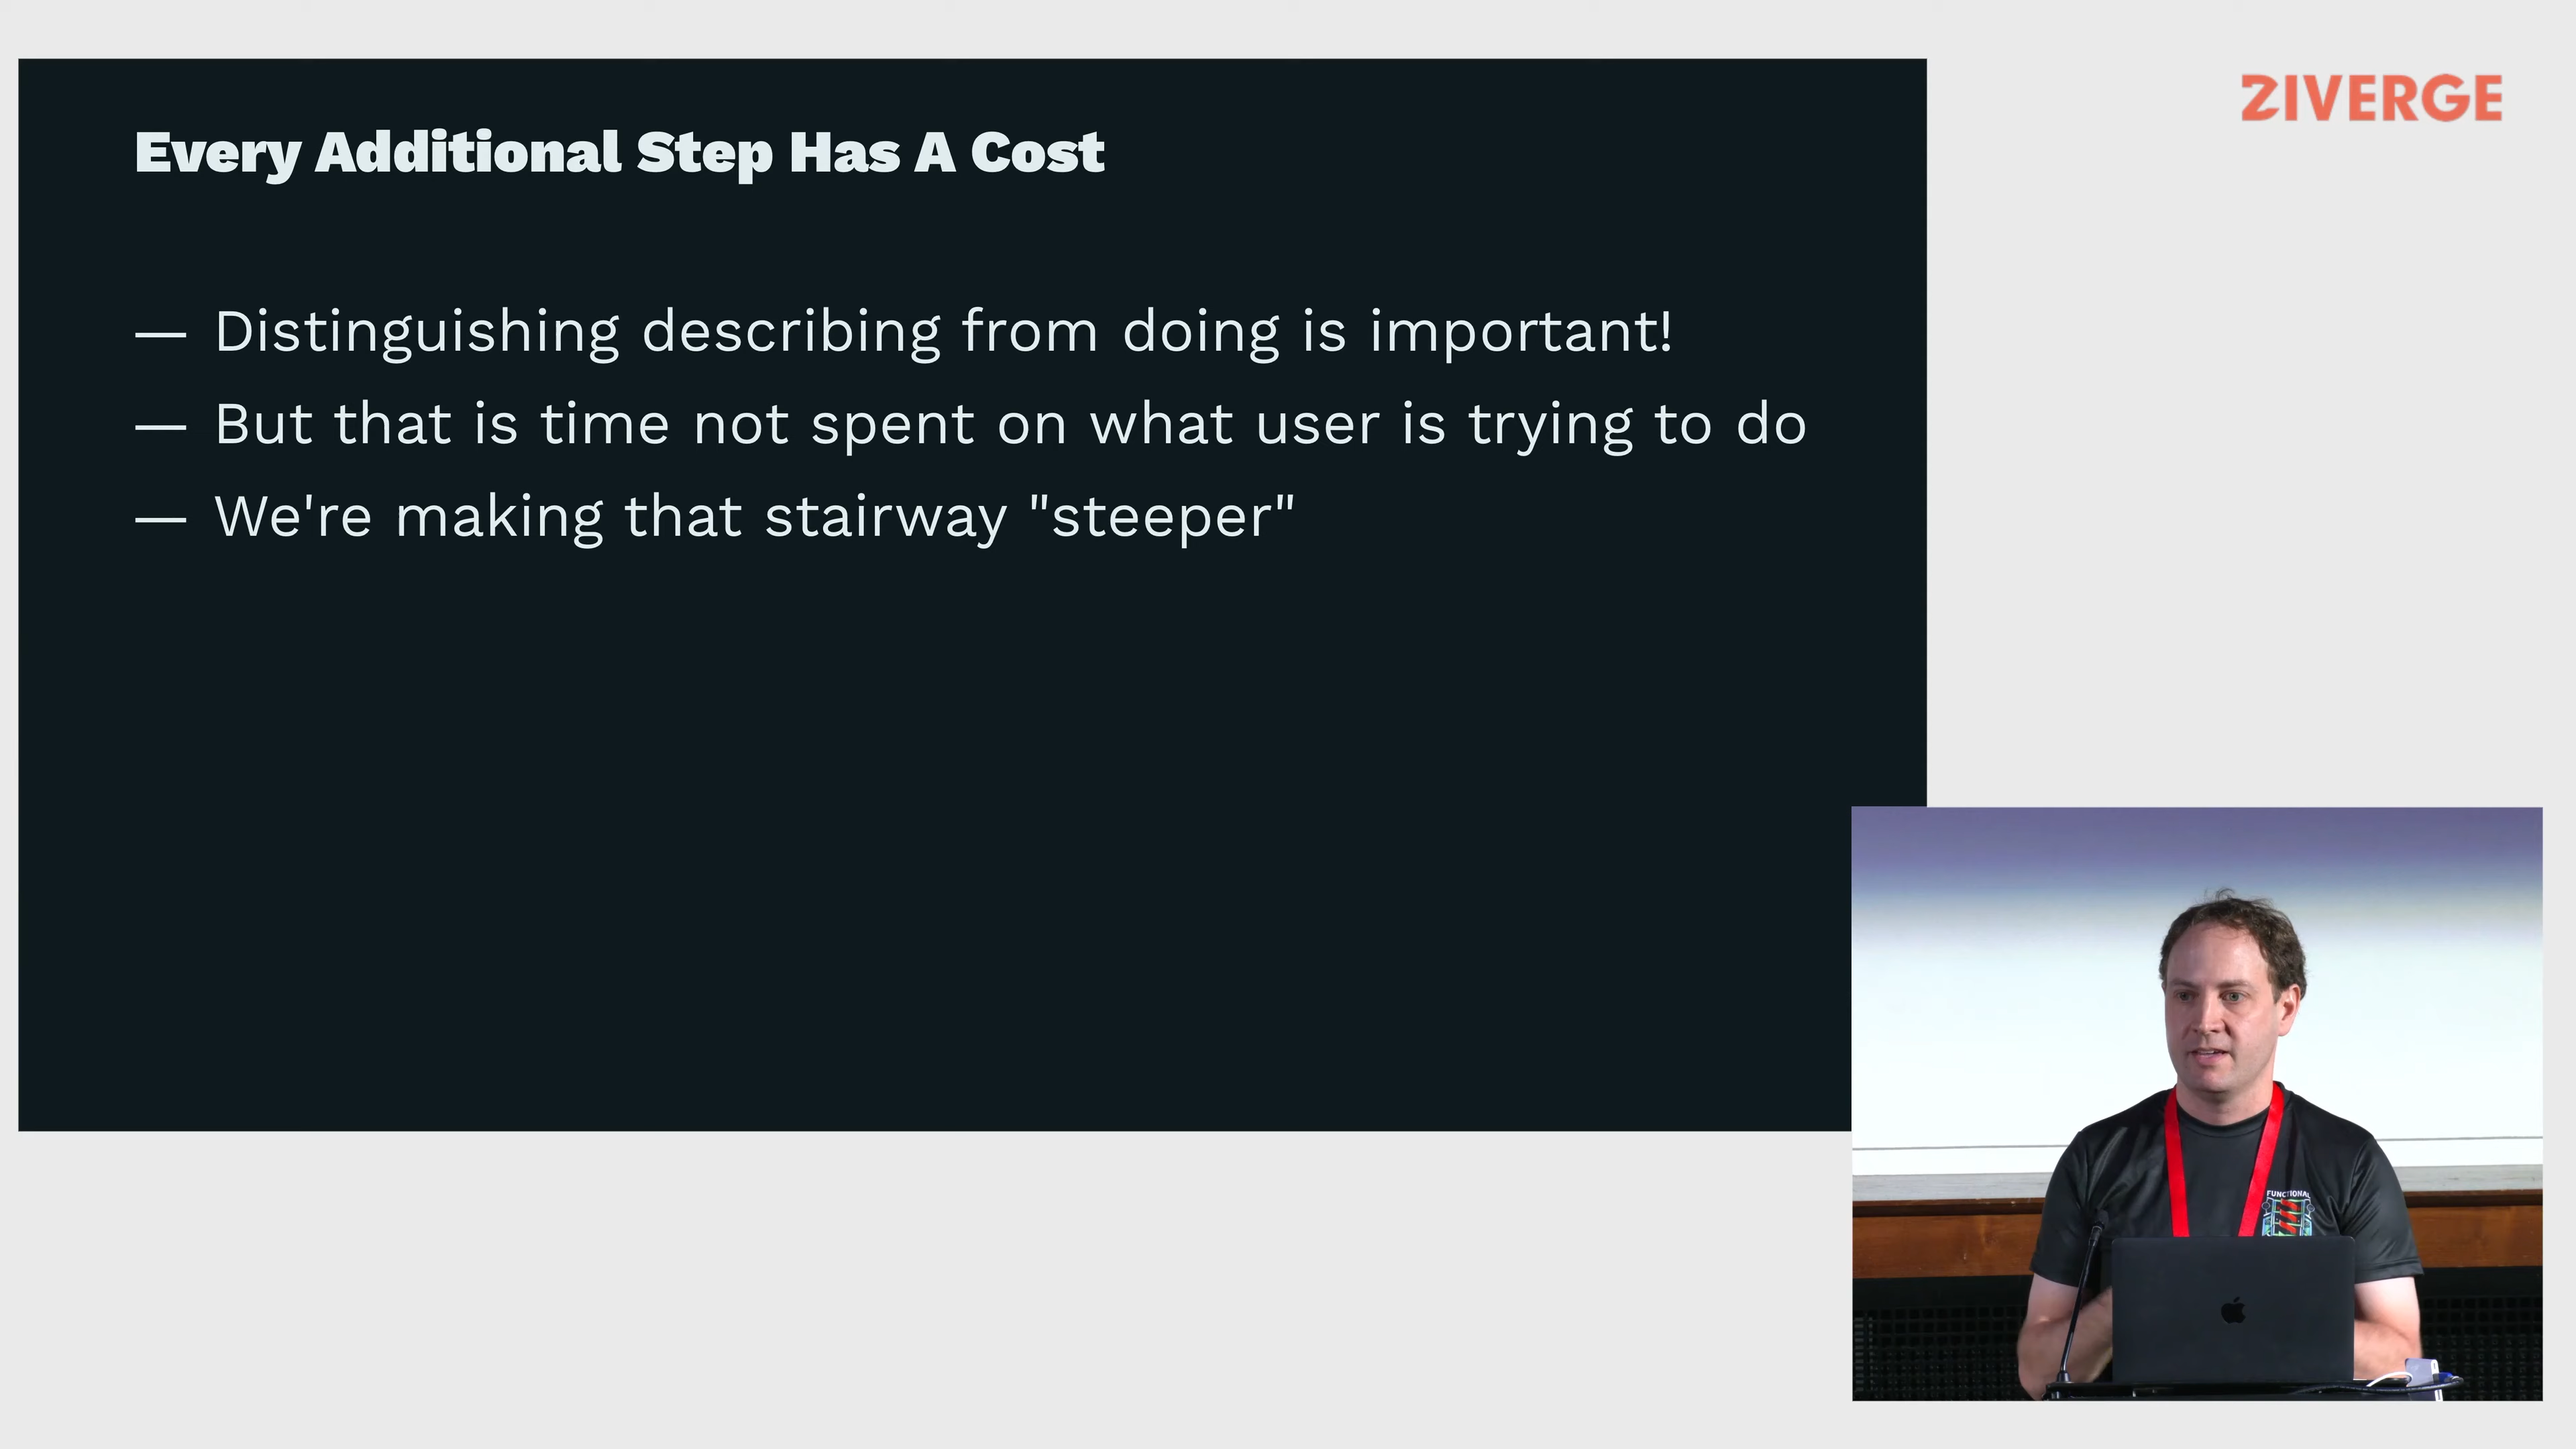 ZIVERGE
Every Additional Step Has A Cost
— Distinguishing describing from doing is important!
— But that is time not spent on what user is trying to do
— We're making that stairway "steeper"
FUNCTIONAL